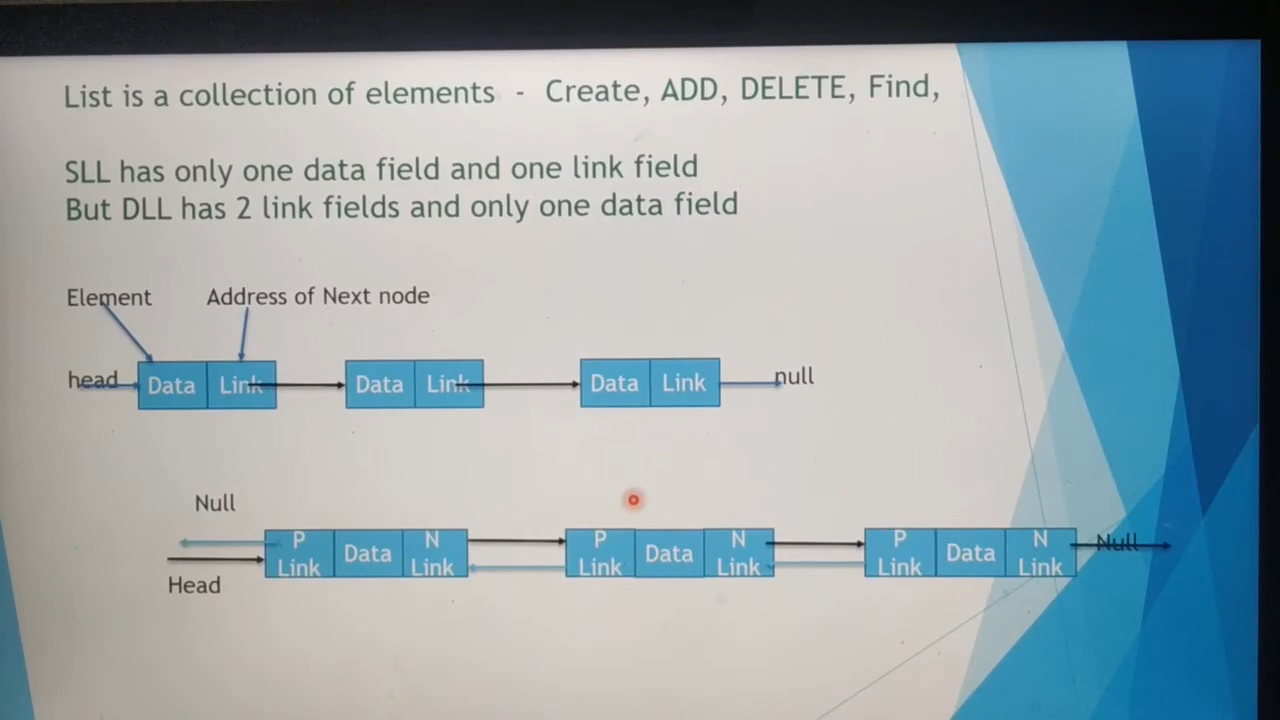 List is a collection of elements - Create, ADD, DELETE, Find,
SLL has only one data field and one link field
But DLL has 2 link fields and only one data field
Element Address of Next node
head Data Link Data Link Data Link null
Null
P Link Data N Link P Link Data N Link P Link Data N Link Null
Head